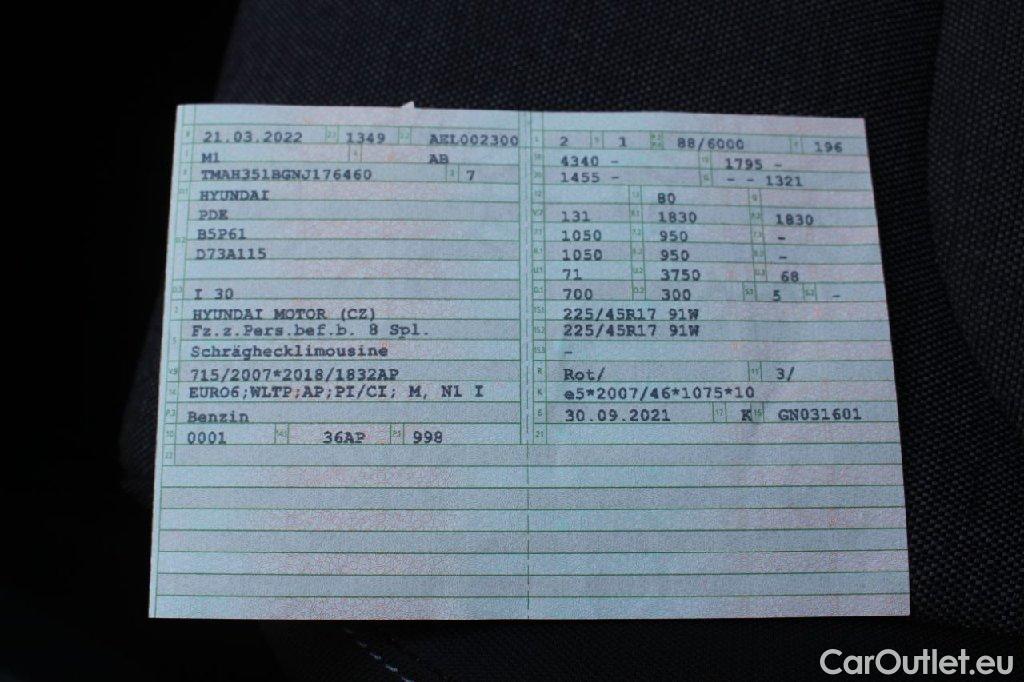 21.03.2022 1349 AEL002300
M1 AB
TMAH351BGNJ176460 7
HYUNDAI
PDE
B5P61
D73A115
I 30
HYUNDAI MOTOR (CZ)
Fz.z.Pers.bef.b. 8 Spl.
Schräghecklimousine
715/2007*2018/1832AP
EURO6;WLTP;AP;PI/CI; M, N1 I
Benzin
0001 36AP 998
2 1 88/6000 196
4340 - 1795 -
1455 - - - 1321
80
131 1830 1830
1050 950 -
1050 950 -
71 3750 68
700 300 5 -
225/45R17 91W
225/45R17 91W
-
Rot/ 3/
e5*2007/46*1075*10
30.09.2021 K GN031601
CarOutlet.eu